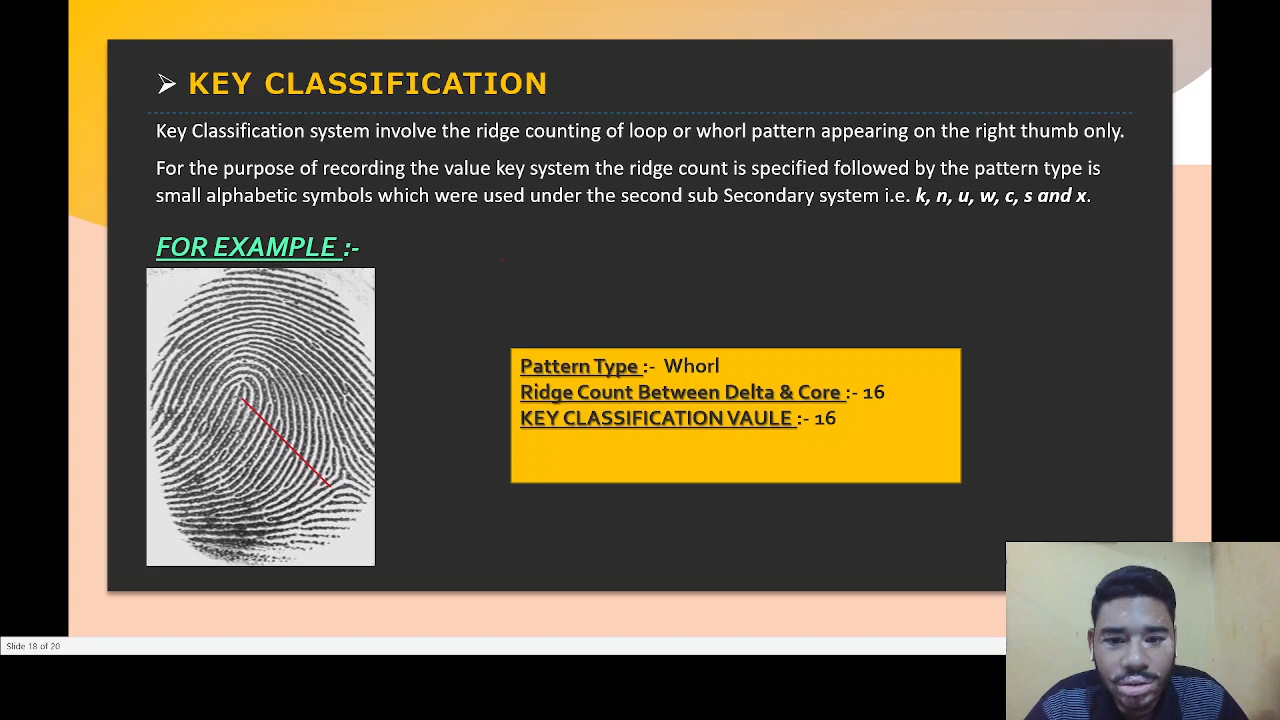 KEY CLASSIFICATION
Key Classification system involve the ridge counting of loop or whorl pattern appearing on the right thumb only.
For the purpose of recording the value key system the ridge count is specified followed by the pattern type is
small alphabetic symbols which were used under the second sub Secondary system i.e. k, n, u, w, c, s and x.
FOR EXAMPLE :-
Pattern Type :- Whorl
Ridge Count Between Delta & Core :- 16
KEY CLASSIFICATION VAULE :- 16
Slide 18 of 20